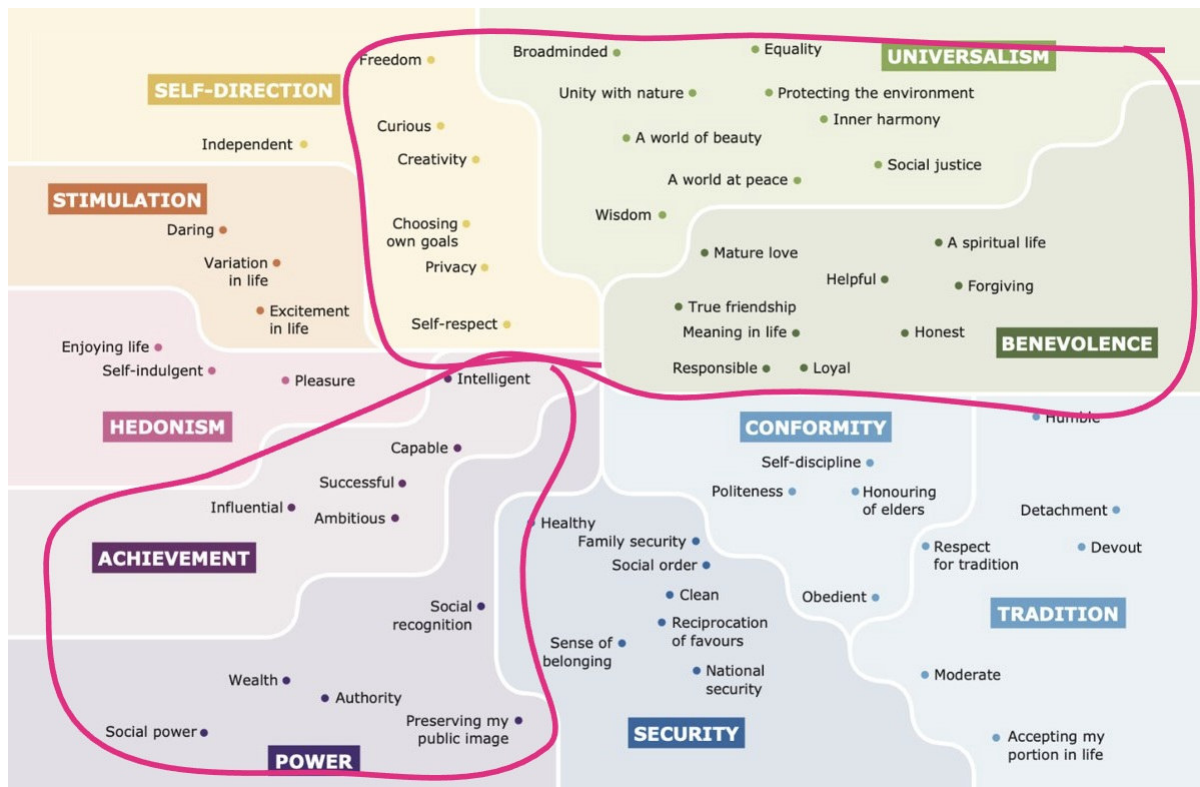 SELF-DIRECTION
Freedom
Independent
Curious
Creativity
Choosing
own goals
Privacy
Self-respect
UNIVERSALISM
Broadminded
Equality
Unity with nature
Protecting the environment
Inner harmony
A world of beauty
Social justice
A world at peace
Wisdom
STIMULATION
Daring
Variation
in life
Excitement
in life
BENEVOLENCE
Mature love
A spiritual life
Helpful
Forgiving
True friendship
Meaning in life
Honest
Responsible
Loyal
HEDONISM
Enjoying life
Self-indulgent
Pleasure
ACHIEVEMENT
Intelligent
Capable
Successful
Influential
Ambitious
POWER
Social
recognition
Wealth
Authority
Social power
Preserving my
public image
SECURITY
Healthy
Family security
Social order
Clean
Reciprocation
of favours
Sense of
belonging
National
security
CONFORMITY
Self-discipline
Politeness
Honouring
of elders
Obedient
TRADITION
Humble
Detachment
Respect
for tradition
Devout
Moderate
Accepting my
portion in life